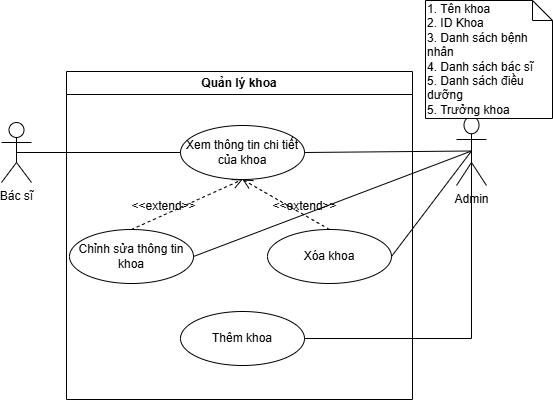 1. Tên khoa
2. ID Khoa
3. Danh sách bệnh
nhân
4. Danh sách bác sĩ
5. Danh sách điều
dưỡng
5. Trưởng khoa
Quản lý khoa
Xem thông tin chi tiết
của khoa
Bác sĩ
Admin
<<extend>>
<<extend>>
Chỉnh sửa thông tin
khoa
Xóa khoa
Thêm khoa